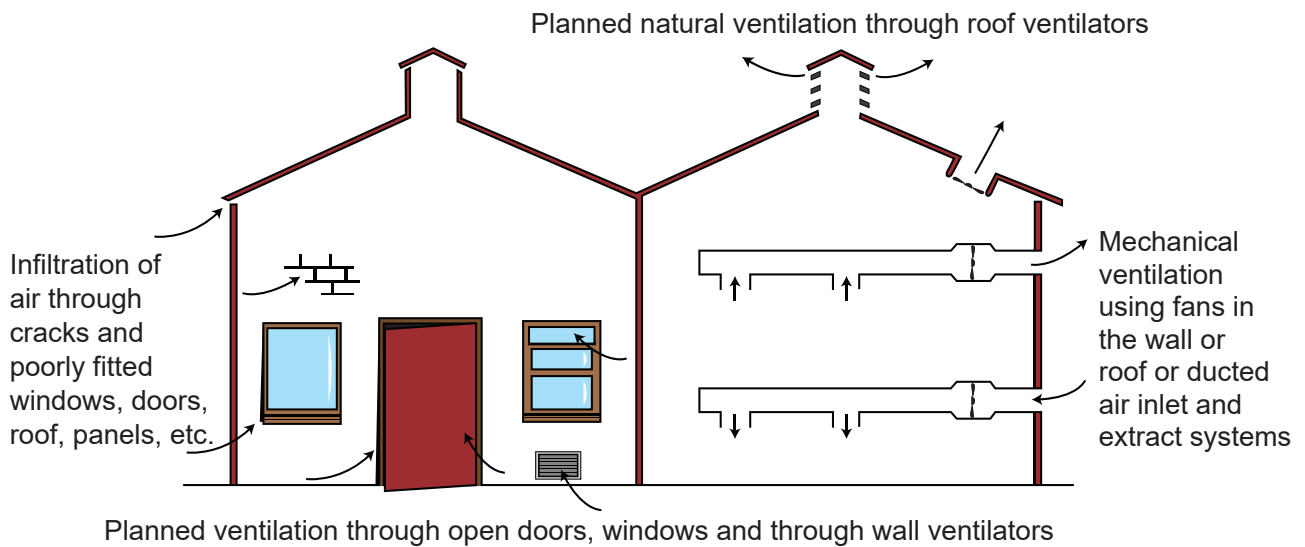 Planned natural ventilation through roof ventilators
Infiltration of
air through
cracks and
poorly fitted
windows, doors,
roof, panels, etc.
Mechanical
ventilation
using fans in
the wall or
roof or ducted
air inlet and
extract systems
Planned ventilation through open doors, windows and through wall ventilators